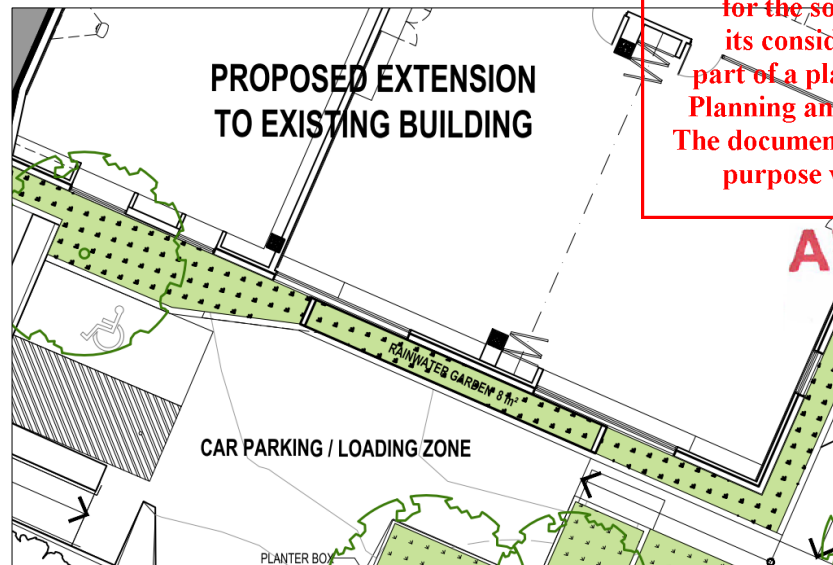 for the so
its consid
part of a pla
Planning an
The documen
purpose v
PROPOSED EXTENSION
TO EXISTING BUILDING
A
RAINWATER GARDEN 8 m²
CAR PARKING / LOADING ZONE
PLANTER BOX